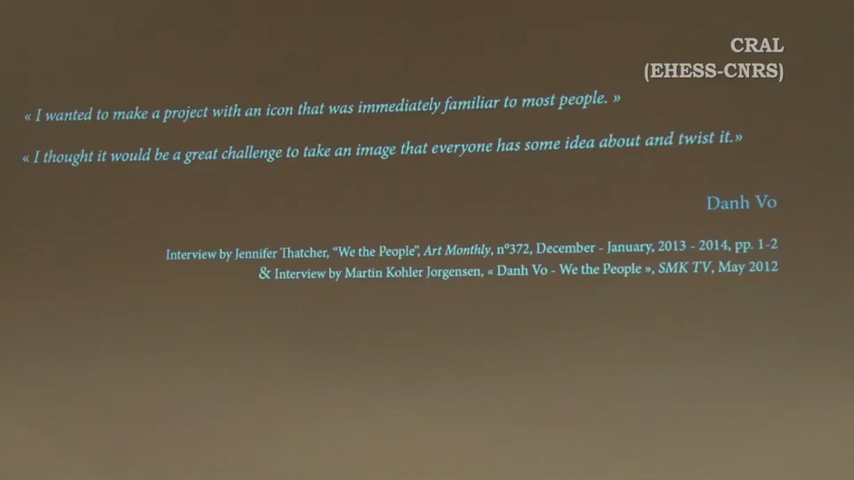 CRAL
(EHESS-CNRS)
« I wanted to make a project with an icon that was immediately familiar to most people. »
« I thought it would be a great challenge to take an image that everyone has some idea about and twist it.»
Danh Vo
Interview by Jennifer Thatcher, “We the People”, Art Monthly, n°372, December - January, 2013 - 2014, pp. 1-2
& Interview by Martin Kohler Jorgensen, « Danh Vo - We the People », SMK TV, May 2012